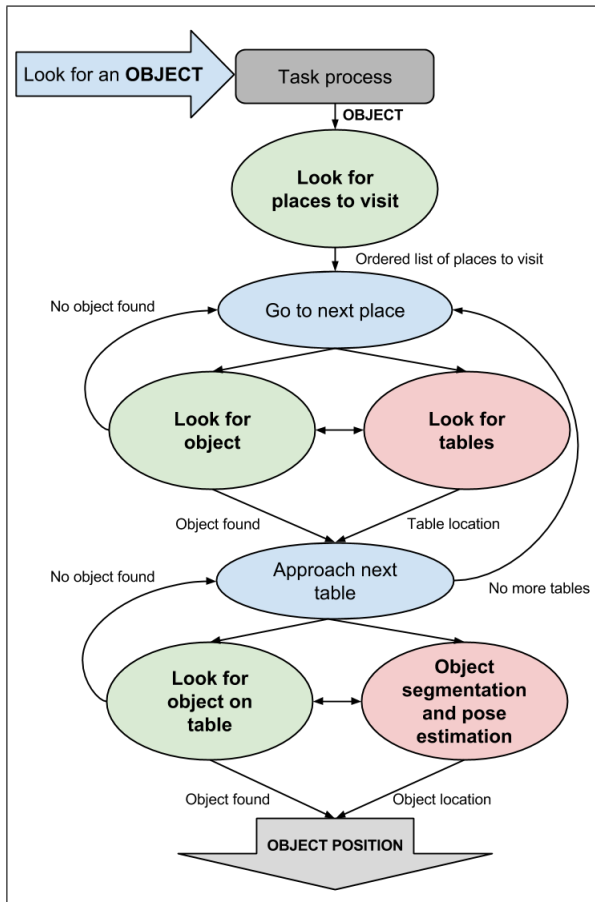 Look for an OBJECT
Task process
OBJECT
Look for
places to visit
Ordered list of places to visit
No object found
Go to next place
Look for
object
Look for
tables
Object found
Table location
No object found
Approach next
table
No more tables
Look for
object on
table
Object
segmentation
and pose
estimation
Object found
Object location
OBJECT POSITION